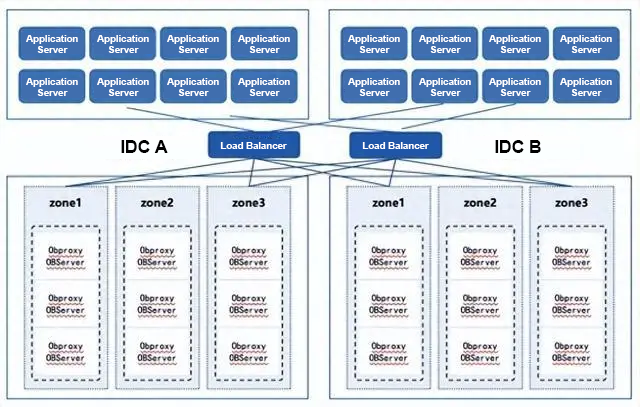 Application Application Application Application
Server Server Server Server
Application Application Application Application
Server Server Server Server
Application Application Application Application
Server Server Server Server
Application Application Application Application
Server Server Server Server
IDC A
Load Balancer
Load Balancer
IDC B
zone1 zone2 zone3
Obproxy Obproxy Obproxy
OBServer OBServer OBServer
Obproxy Obproxy Obproxy
OBServer OBServer OBServer
Obproxy Obproxy Obproxy
OBServer OBServer OBServer
zone1 zone2 zone3
Obproxy Obproxy Obproxy
OBServer OBServer OBServer
Obproxy Obproxy Obproxy
OBServer OBServer OBServer
Obproxy Obproxy Obproxy
OBServer OBServer OBServer